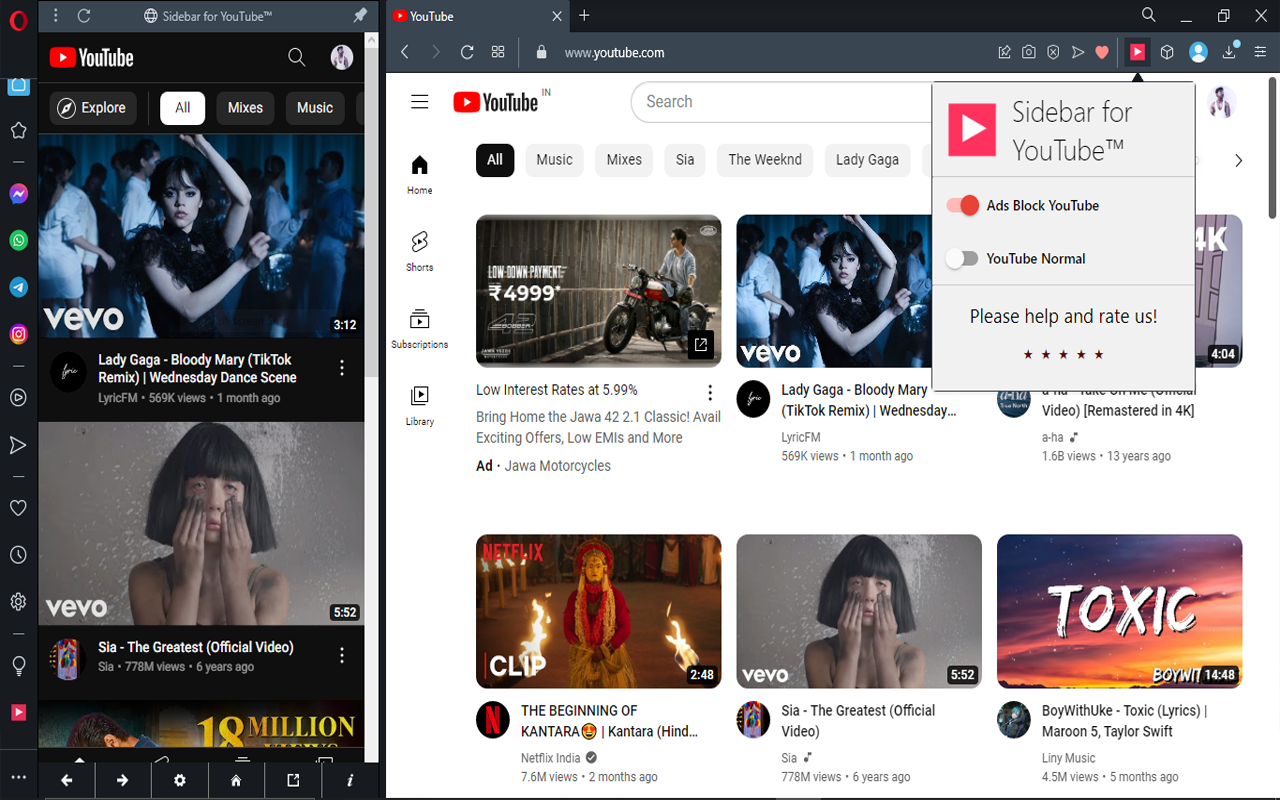 Sidebar for YouTube™
YouTube
Explore
All
Mixes
Music
vevo
3:12
Lady Gaga - Bloody Mary (TikTok
Remix) | Wednesday Dance Scene
LyricFM • 569K views • 1 month ago
vevo
5:52
Sia - The Greatest (Official Video)
Sia • 778M views • 6 years ago
18 MILLION
YouTube
www.youtube.com
YouTube IN
Search
All
Music
Mixes
Sia
The Weeknd
Lady Gaga
Home
Shorts
Subscriptions
Library
Sidebar for
YouTube™
Ads Block YouTube
YouTube Normal
Please help and rate us!
LOW DOWN-PAYMENT
₹4999*
42
BOBBER
Low Interest Rates at 5.99%
Bring Home the Jawa 42 2.1 Classic! Avail
Exciting Offers, Low EMIs and More
Ad · Jawa Motorcycles
vevo
Lady Gaga - Bloody Mary
(TikTok Remix) | Wednesday...
LyricFM
569K views • 1 month ago
4K
4:04
a-ha
True North
a-ha - Take On Me (Official
Video) [Remastered in 4K]
a-ha
1.6B views • 13 years ago
NETFLIX
CLIP
2:48
THE BEGINNING OF
KANTARA🤩 | Kantara (Hind...
Netflix India
7.6M views • 2 months ago
vevo
5:52
Sia - The Greatest (Official
Video)
Sia
778M views • 6 years ago
TOXIC
BOYWIT
14:48
BoyWithUke - Toxic (Lyrics) |
Maroon 5, Taylor Swift
Liny Music
4.5M views • 5 months ago